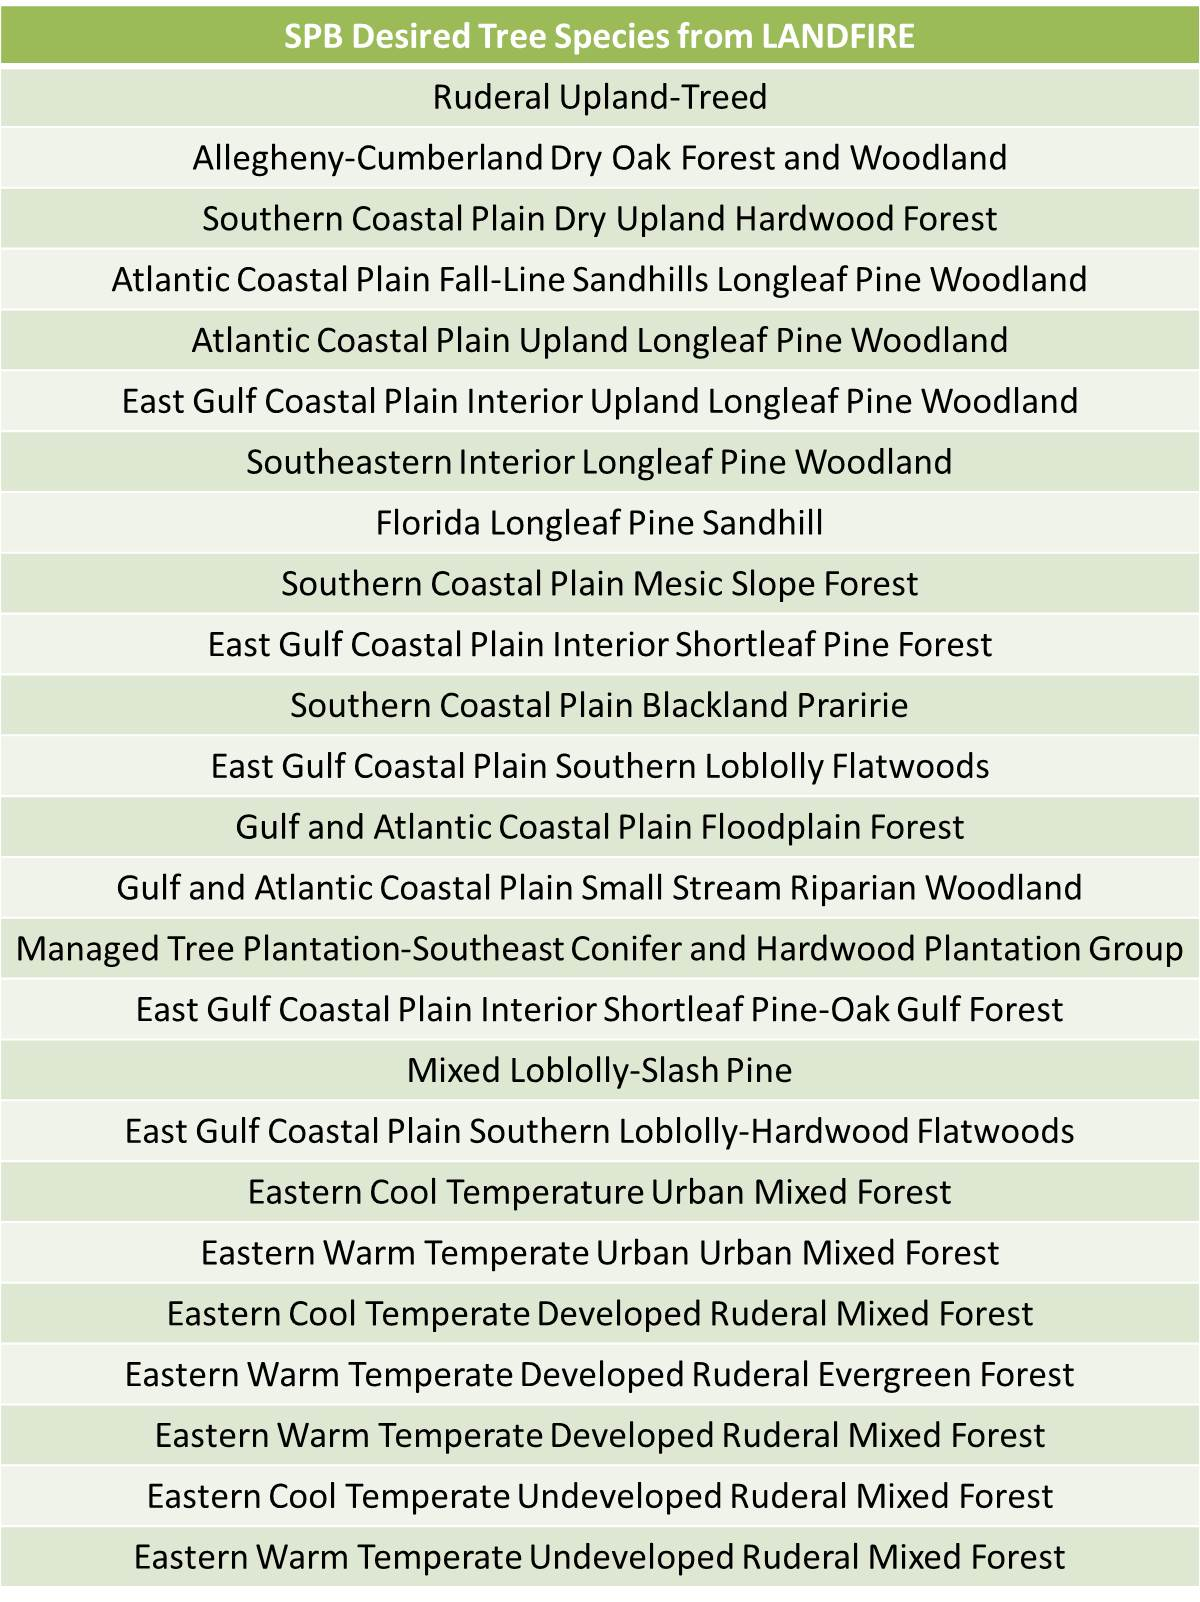 SPB Desired Tree Species from LANDFIRE
Ruderal Upland-Treed
Allegheny-Cumberland Dry Oak Forest and Woodland
Southern Coastal Plain Dry Upland Hardwood Forest
Atlantic Coastal Plain Fall-Line Sandhills Longleaf Pine Woodland
Atlantic Coastal Plain Upland Longleaf Pine Woodland
East Gulf Coastal Plain Interior Upland Longleaf Pine Woodland
Southeastern Interior Longleaf Pine Woodland
Florida Longleaf Pine Sandhill
Southern Coastal Plain Mesic Slope Forest
East Gulf Coastal Plain Interior Shortleaf Pine Forest
Southern Coastal Plain Blackland Praririe
East Gulf Coastal Plain Southern Loblolly Flatwoods
Gulf and Atlantic Coastal Plain Floodplain Forest
Gulf and Atlantic Coastal Plain Small Stream Riparian Woodland
Managed Tree Plantation-Southeast Conifer and Hardwood Plantation Group
East Gulf Coastal Plain Interior Shortleaf Pine-Oak Gulf Forest
Mixed Loblolly-Slash Pine
East Gulf Coastal Plain Southern Loblolly-Hardwood Flatwoods
Eastern Cool Temperature Urban Mixed Forest
Eastern Warm Temperate Urban Urban Mixed Forest
Eastern Cool Temperate Developed Ruderal Mixed Forest
Eastern Warm Temperate Developed Ruderal Evergreen Forest
Eastern Warm Temperate Developed Ruderal Mixed Forest
Eastern Cool Temperate Undeveloped Ruderal Mixed Forest
Eastern Warm Temperate Undeveloped Ruderal Mixed Forest